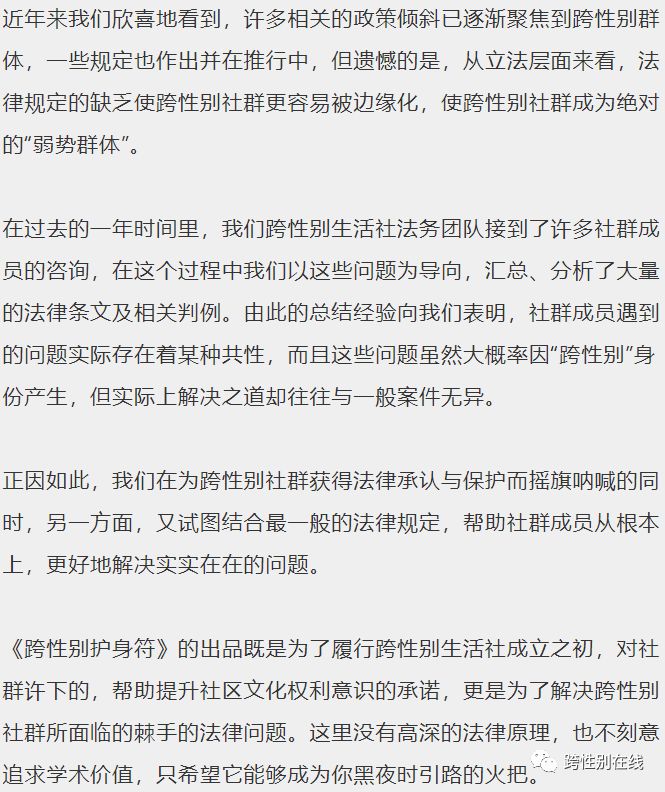 近年来我们欣喜地看到，许多相关的政策倾斜已逐渐聚焦到跨性别群
体，一些规定也作出并在推行中，但遗憾的是，从立法层面来看，法
律规定的缺乏使跨性别社群更容易被边缘化，使跨性别社群成为绝对
的“弱势群体”。
在过去的一年时间里，我们跨性别生活社法务团队接到了许多社群成
员的咨询，在这个过程中我们以这些问题为导向，汇总、分析了大量
的法律条文及相关判例。由此的总结经验向我们表明，社群成员遇到
的问题实际存在着某种共性，而且这些问题虽然大概率因“跨性别”身
份产生，但实际上解决之道却往往与一般案件无异。
正因如此，我们在为跨性别社群获得法律承认与保护而摇旗呐喊的同
时，另一方面，又试图结合最一般的法律规定，帮助社群成员从根本
上，更好地解决实实在在的问题。
《跨性别护身符》的出品既是为了履行跨性别生活社成立之初，对社
群许下的，帮助提升社区文化权利意识的承诺，更是为了解决跨性别
社群所面临的棘手的法律问题。这里没有高深的法律原理，也不刻意
追求学术价值，只希望它能够成为你黑夜时引路的火把。
跨性别在线